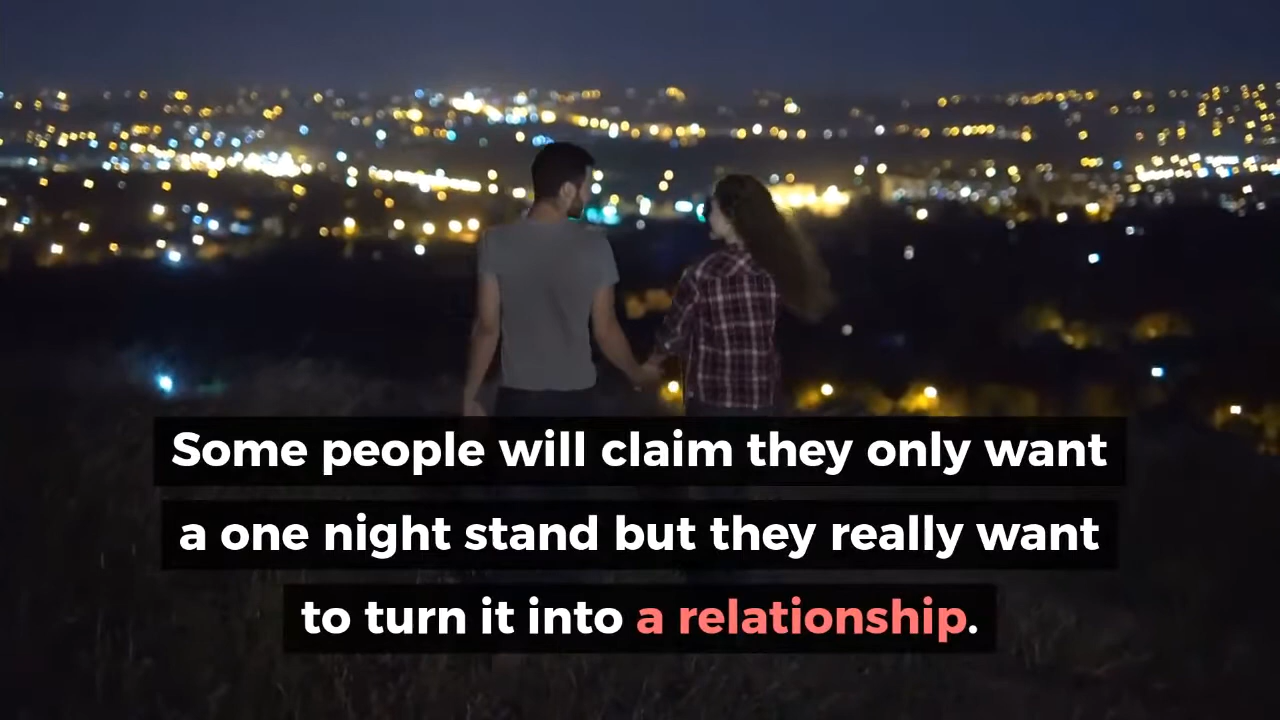 Some people will claim they only want
a one night stand but they really want
to turn it into a relationship.